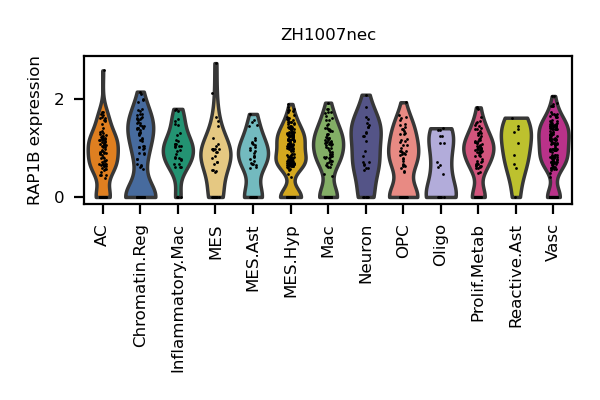 ZH1007nec
RAP1B expression
2
0
AC
Chromatin.Reg
Inflammatory.Mac
MES
MES.Ast
MES.Hyp
Mac
Neuron
OPC
Oligo
Prolif.Metab
Reactive.Ast
Vasc